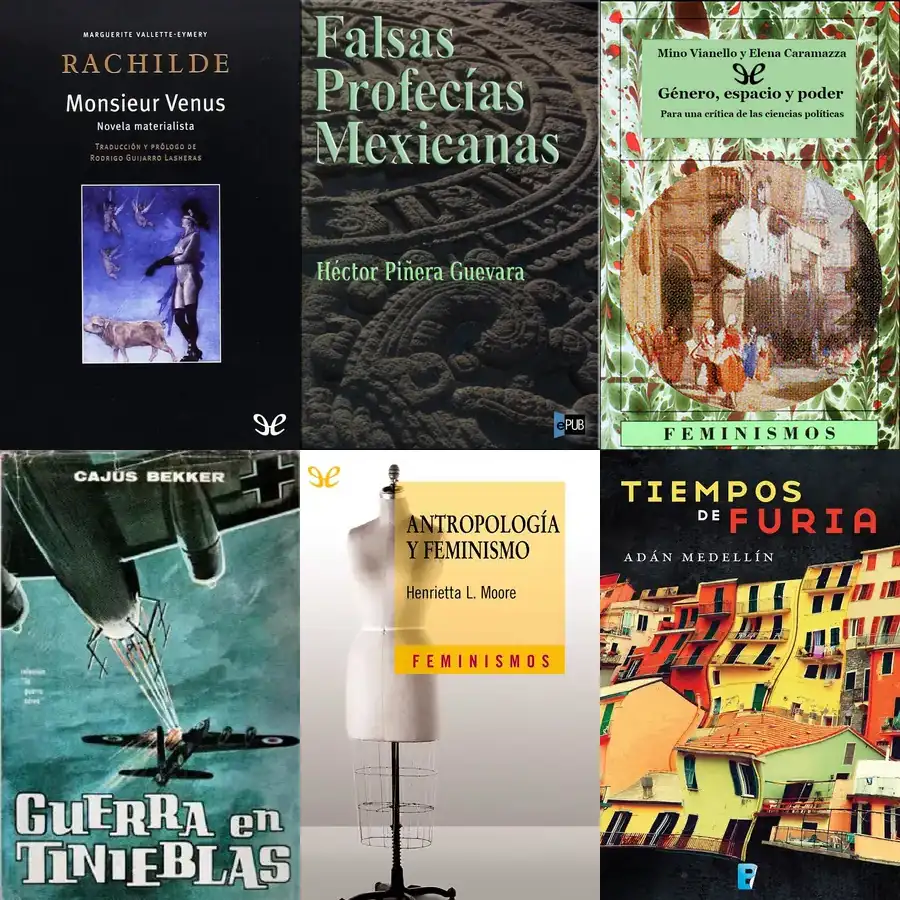 MARGUERITE VALLETTE-EYMERY
RACHILDE
Monsieur Venus
Novela materialista
TRADUCCIÓN Y PRÓLOGO DE
RODRIGO GUIJARRO LASHERAS
Falsas
Profecías
Mexicanas
Héctor Piñera Guevara
ePUB
Mino Vianello y Elena Caramazza
Género, espacio y poder
Para una crítica de las ciencias políticas
FEMINISMOS
CAJUS BEKKER
GUERRA en
TINIEBLAS
ANTROPOLOGÍA
Y FEMINISMO
Henrietta L. Moore
FEMINISMOS
TIEMPOS
DE FURIA
ADÁN MEDELLÍN